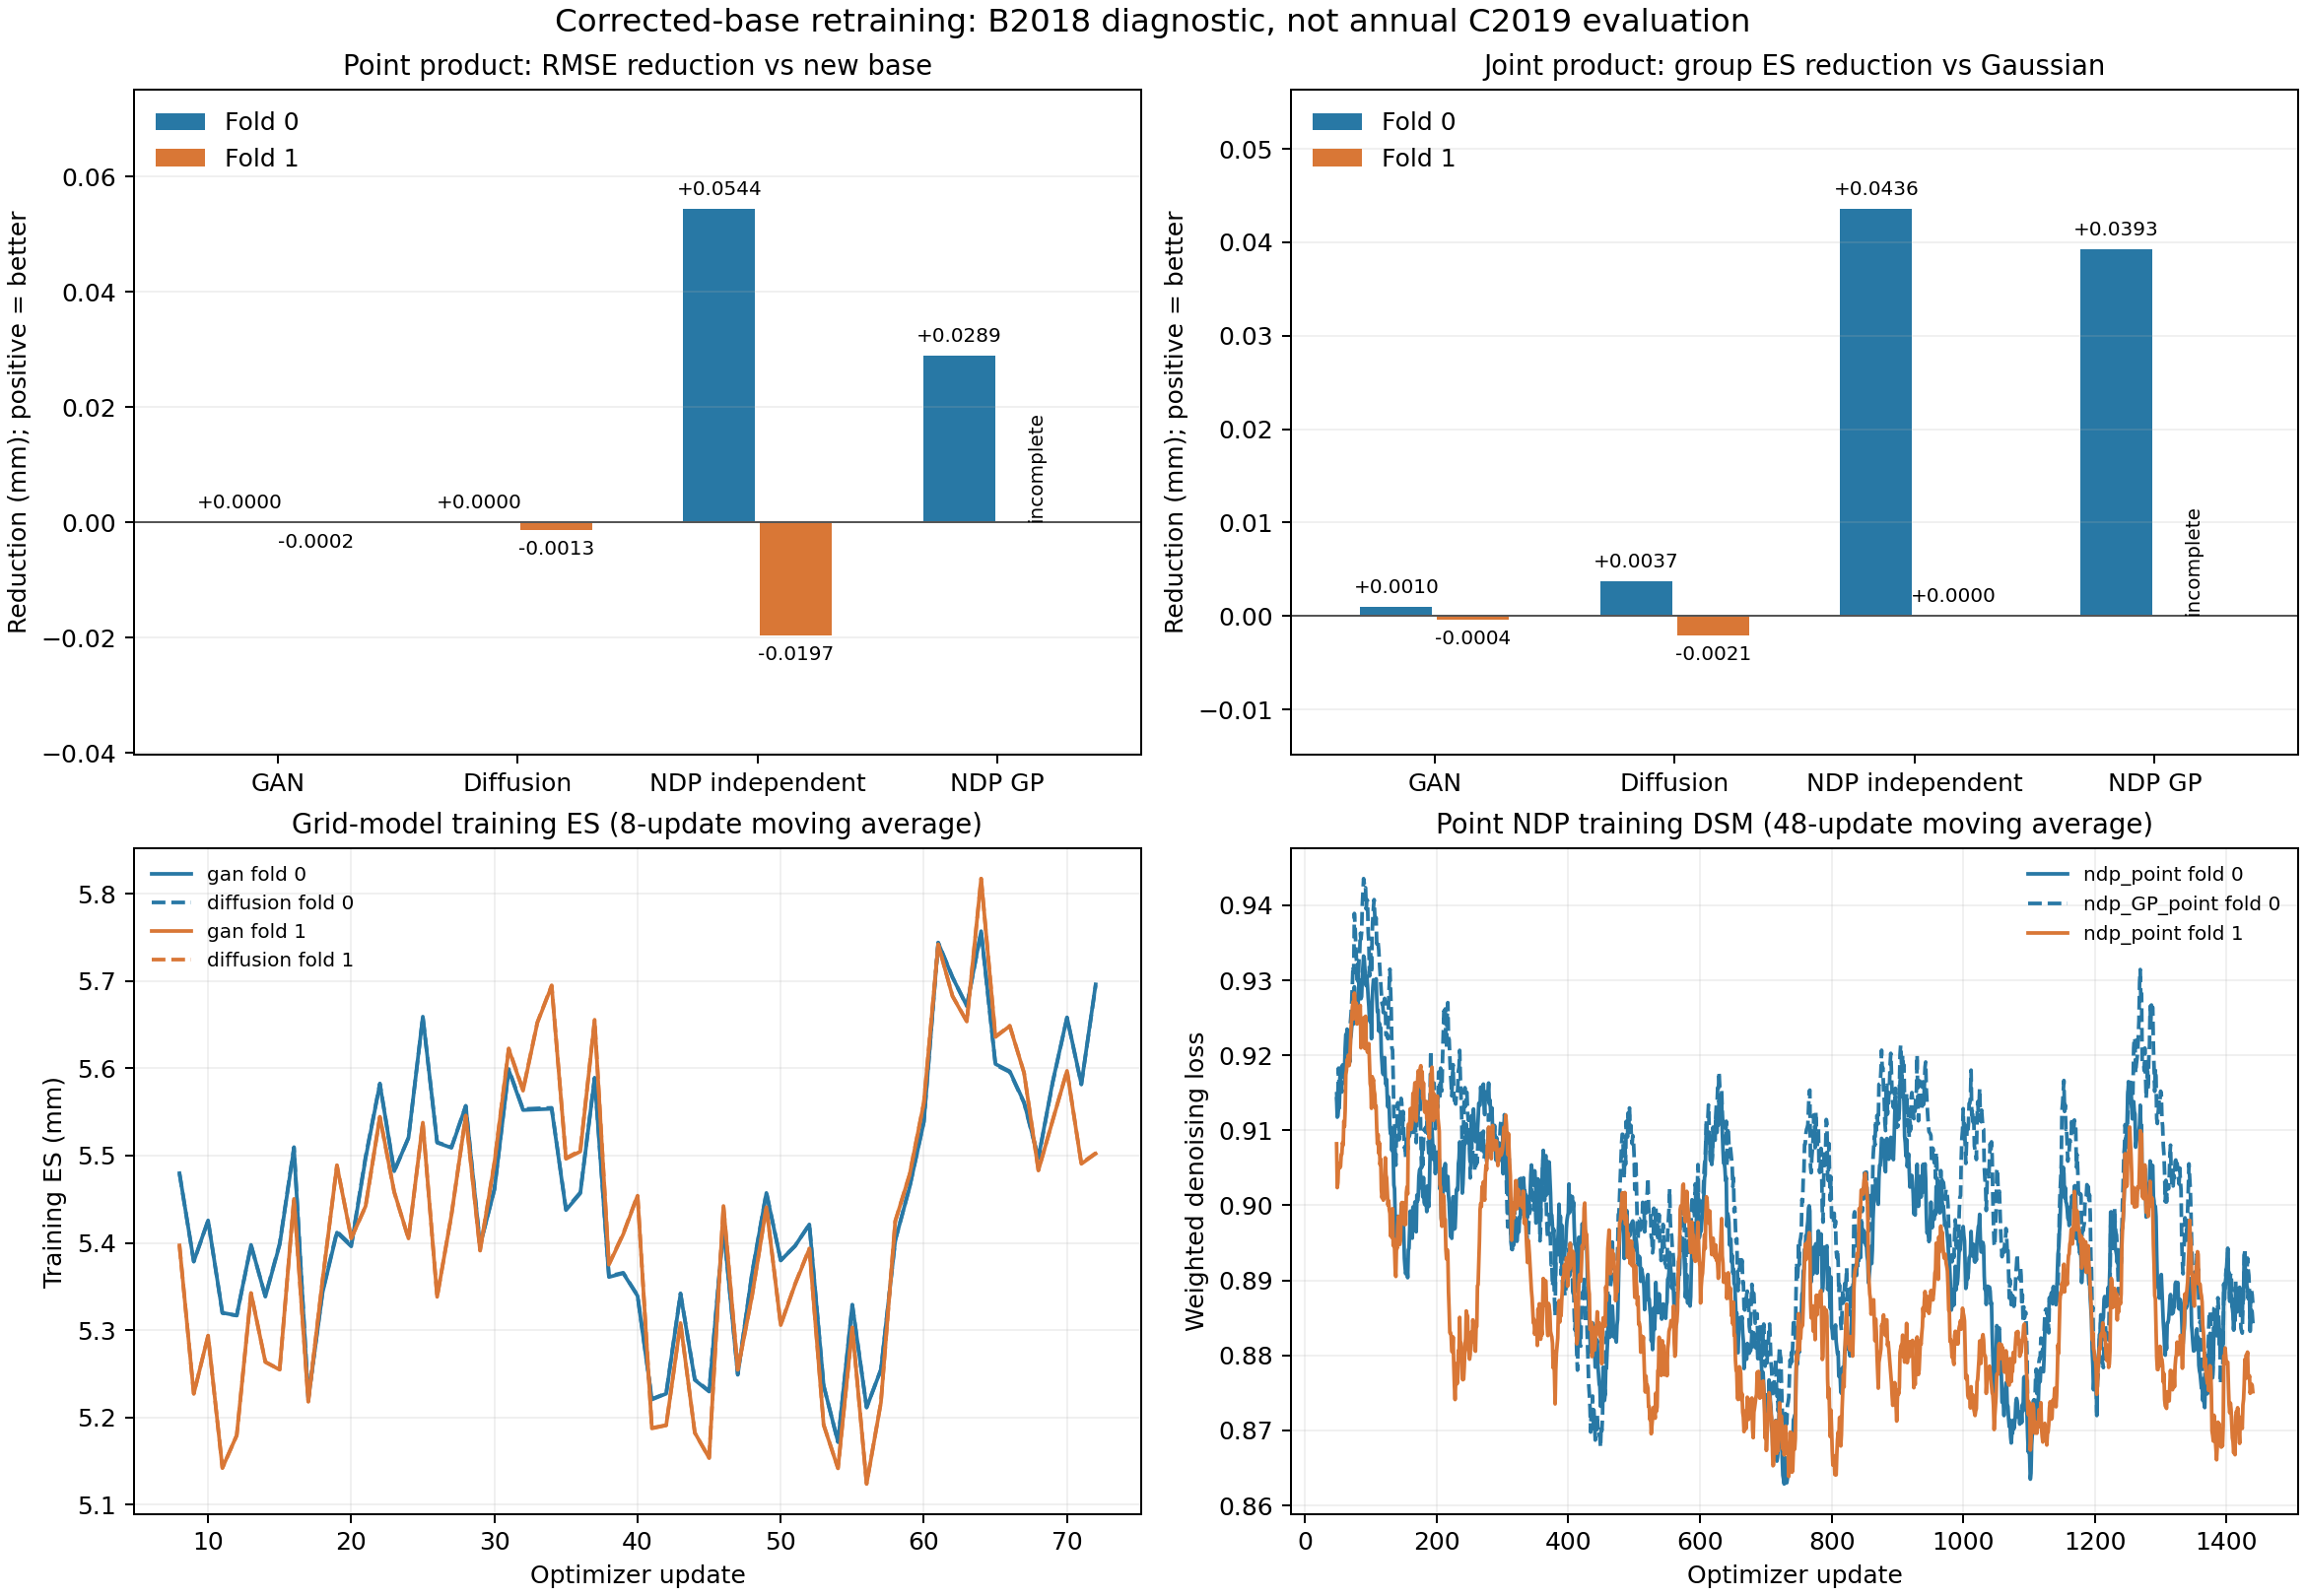 Corrected-base retraining: B2018 diagnostic, not annual C2019 evaluation
Point product: RMSE reduction vs new base
Reduction (mm); positive = better
Fold 0
Fold 1
0.06
0.04
0.02
0.00
−0.02
−0.04
+0.0000
-0.0002
+0.0000
-0.0013
+0.0544
-0.0197
+0.0289
incomplete
GAN
Diffusion
NDP independent
NDP GP
Joint product: group ES reduction vs Gaussian
Reduction (mm); positive = better
Fold 0
Fold 1
0.05
0.04
0.03
0.02
0.01
0.00
−0.01
+0.0010
-0.0004
+0.0037
-0.0021
+0.0436
+0.0000
+0.0393
incomplete
GAN
Diffusion
NDP independent
NDP GP
Grid-model training ES (8-update moving average)
Training ES (mm)
gan fold 0
diffusion fold 0
gan fold 1
diffusion fold 1
5.8
5.7
5.6
5.5
5.4
5.3
5.2
5.1
10
20
30
40
50
60
70
Optimizer update
Point NDP training DSM (48-update moving average)
Weighted denoising loss
ndp_point fold 0
ndp_GP_point fold 0
ndp_point fold 1
0.94
0.93
0.92
0.91
0.90
0.89
0.88
0.87
0.86
0
200
400
600
800
1000
1200
1400
Optimizer update